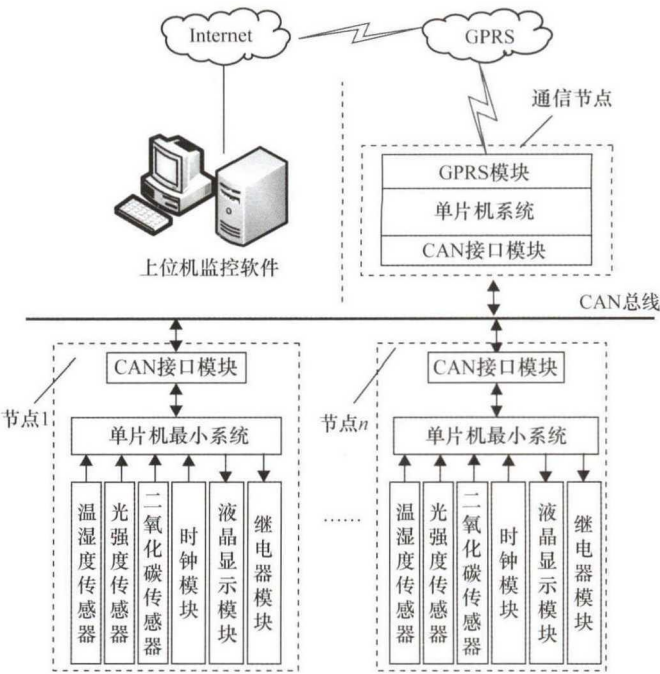 Internet
GPRS
通信节点
GPRS模块
单片机系统
CAN接口模块
上位机监控软件
CAN总线
CAN接口模块
CAN接口模块
节点1
节点n
单片机最小系统
单片机最小系统
温湿度传感器
光强度传感器
二氧化碳传感器
时钟模块
液晶显示模块
继电器模块
······
温湿度传感器
光强度传感器
二氧化碳传感器
时钟模块
液晶显示模块
继电器模块